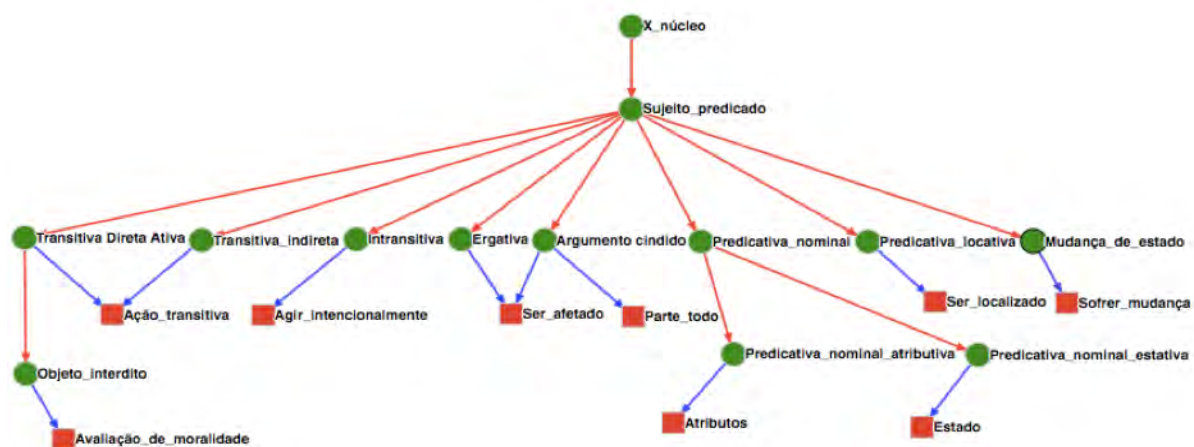 X_núcleo
Sujeito_predicado
Transitiva Direta Ativa
Transitiva_indireta
Intransitiva
Ergativa
Argumento cindido
Predicativa_nominal
Predicativa_locativa
Mudança_de_estado
Ação_transitiva
Agir_intencionalmente
Ser_afetado
Parte_todo
Ser_localizado
Sofrer_mudança
Objeto_interdito
Predicativa_nominal_atributiva
Predicativa_nominal_estativa
Avaliação_de_moralidade
Atributos
Estado